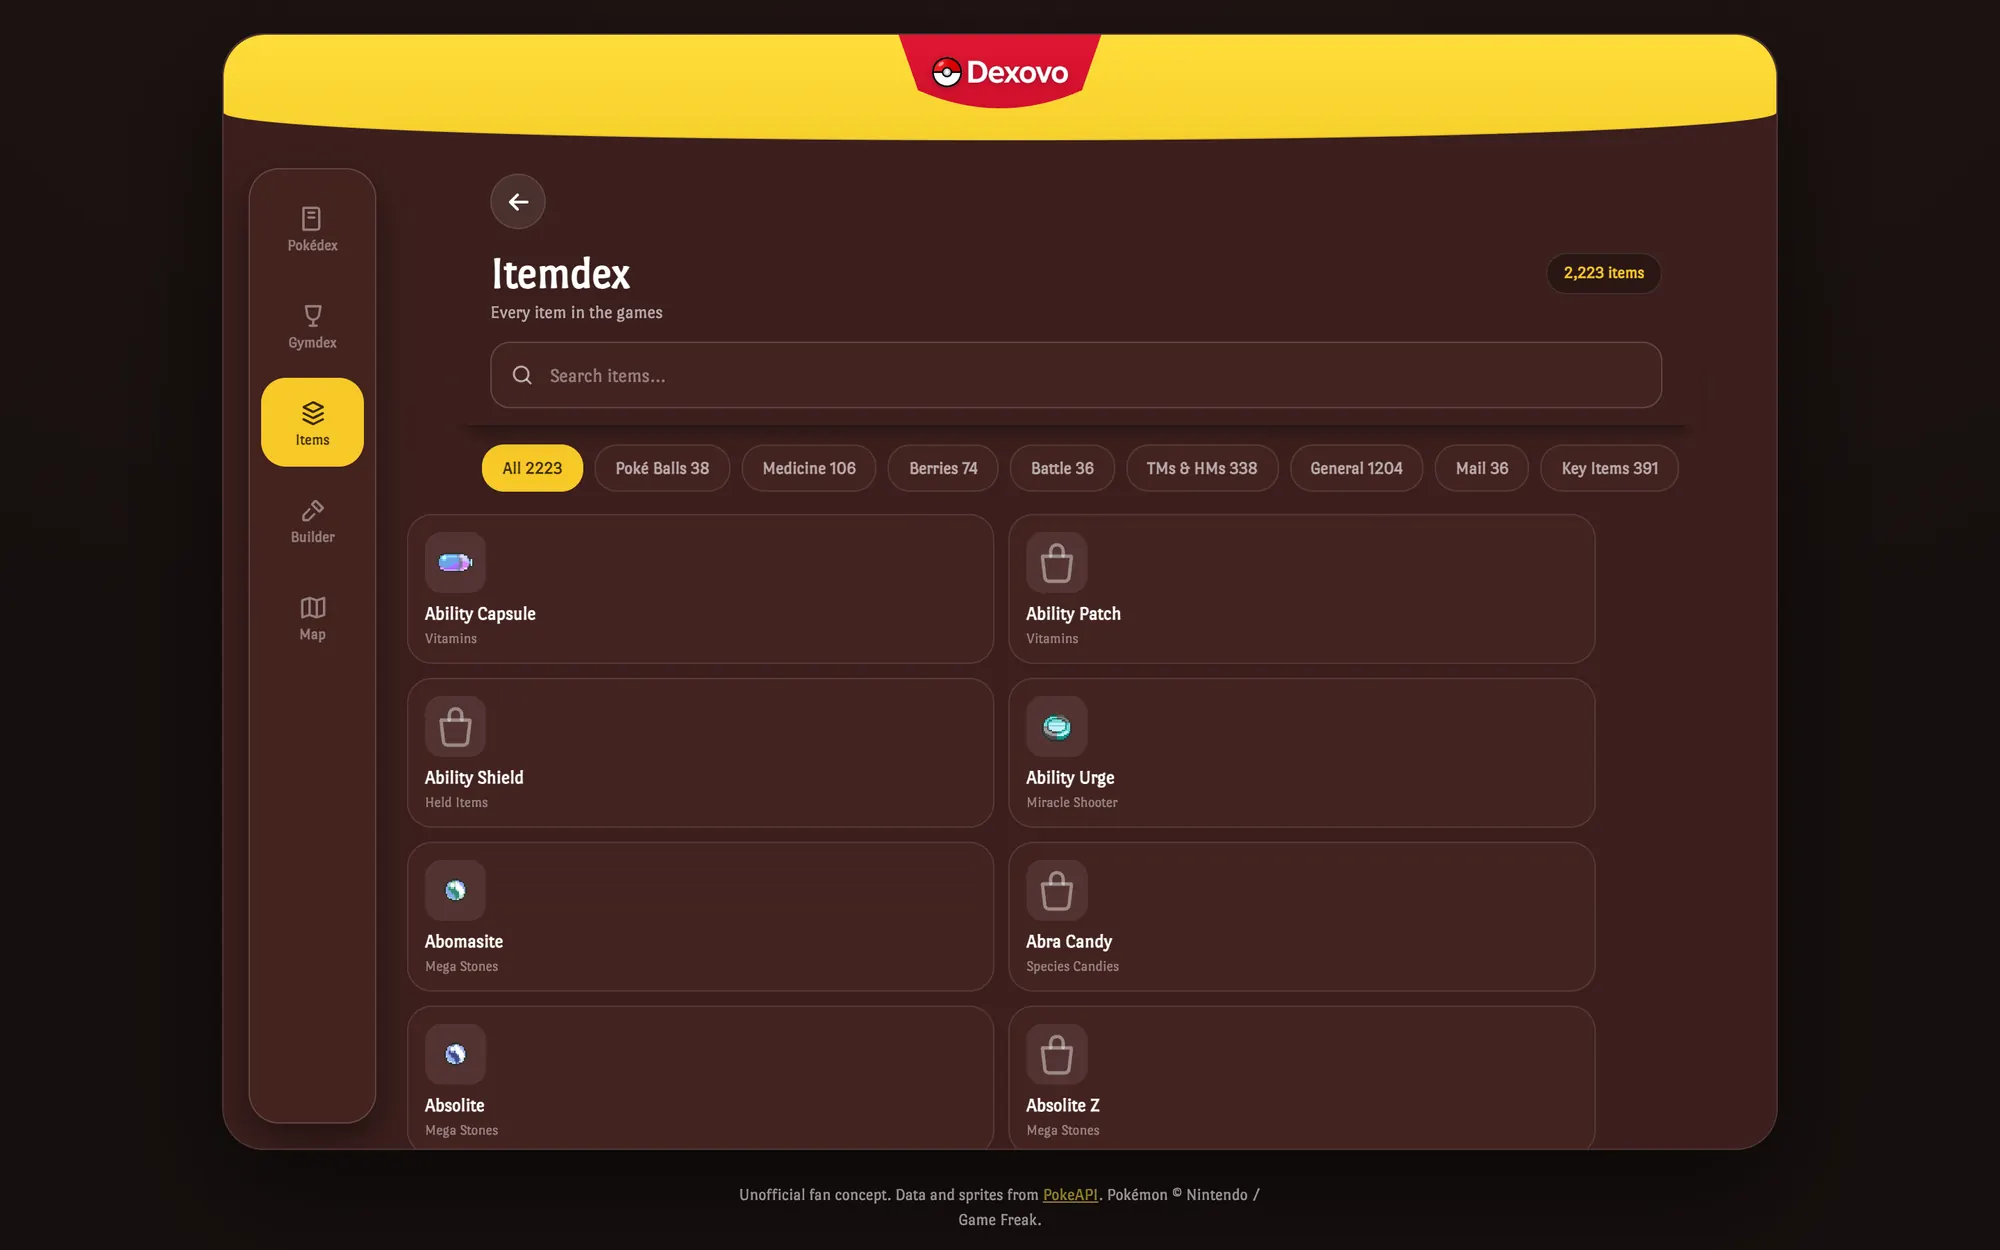 Dexovo
Pokédex
Gymdex
Items
Builder
Map
Itemdex
2,223 items
Every item in the games
Search items...
All 2223
Poké Balls 38
Medicine 106
Berries 74
Battle 36
TMs & HMs 338
General 1204
Mail 36
Key Items 391
Ability Capsule
Vitamins
Ability Patch
Vitamins
Ability Shield
Held Items
Ability Urge
Miracle Shooter
Abomasite
Mega Stones
Abra Candy
Species Candies
Absolite
Mega Stones
Absolite Z
Mega Stones
Unofficial fan concept. Data and sprites from PokeAPI. Pokémon © Nintendo /
Game Freak.